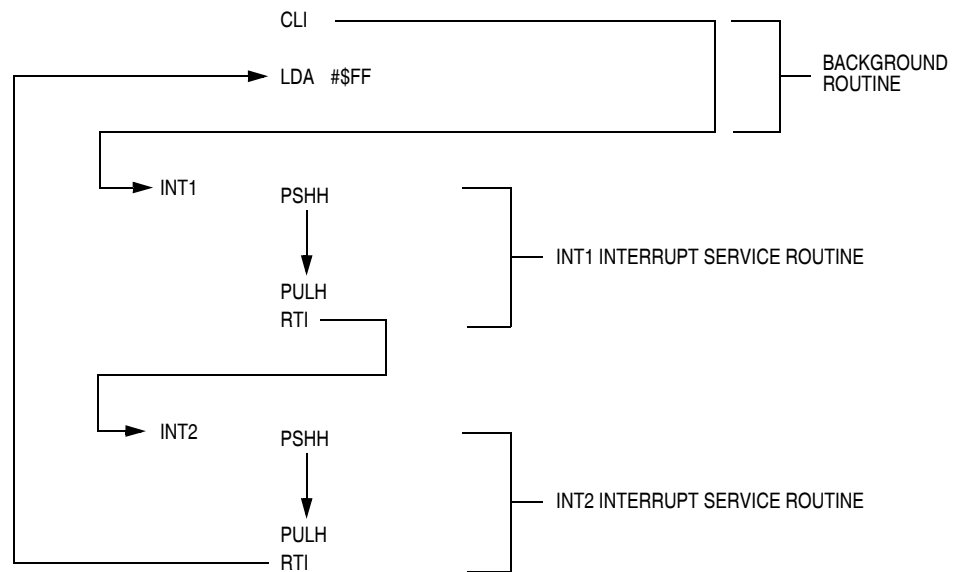 CLI
LDA #$FF
BACKGROUND
ROUTINE
INT1
PSHH
INT1 INTERRUPT SERVICE ROUTINE
PULH
RTI
INT2
PSHH
INT2 INTERRUPT SERVICE ROUTINE
PULH
RTI